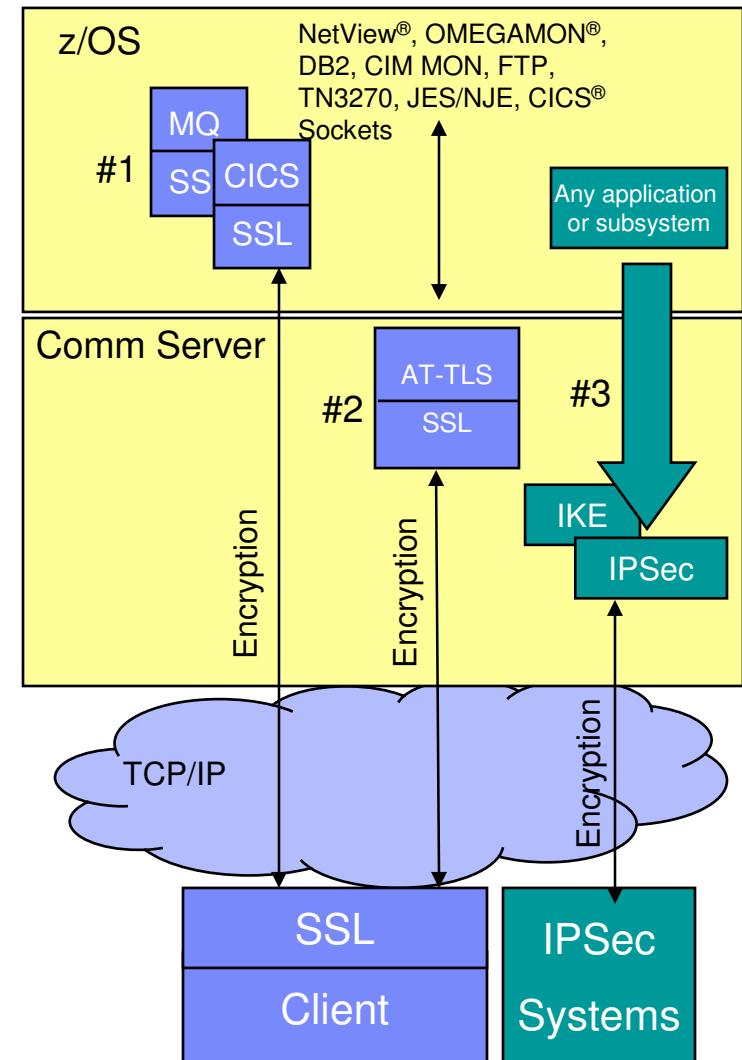 z/OS
NetView®, OMEGAMON®,
DB2, CIM MON, FTP,
TN3270, JES/NJE, CICS®
Sockets
MQ
SS
#1
CICS
SSL
Any application
or subsystem
Comm Server
AT-TLS
SSL
#2
#3
IKE
IPSec
Encryption
Encryption
Encryption
TCP/IP
SSL
Client
IPSec
Systems